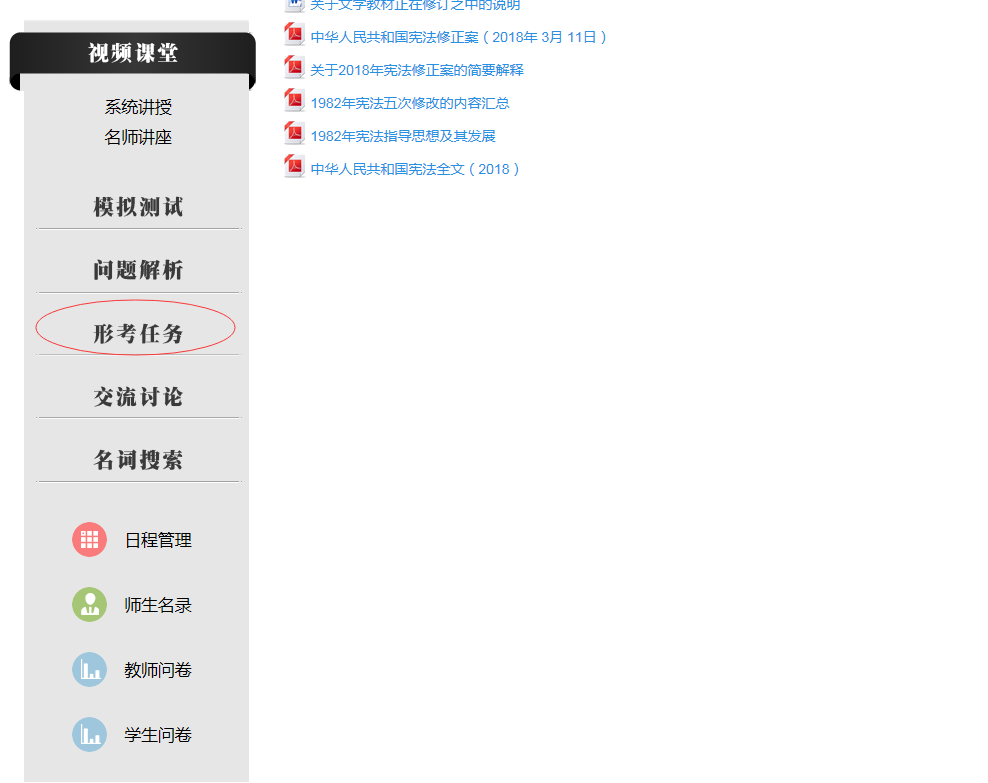 视频课堂
系统讲授
名师讲座
模拟测试
问题解析
形考任务
交流讨论
名词搜索
日程管理
师生名录
教师问卷
学生问卷
关于文学教材正在修订之中的说明
中华人民共和国宪法修正案（2018年 3月 11日）
关于2018年宪法修正案的简要解释
1982年宪法五次修改的内容汇总
1982年宪法指导思想及其发展
中华人民共和国宪法全文（2018）